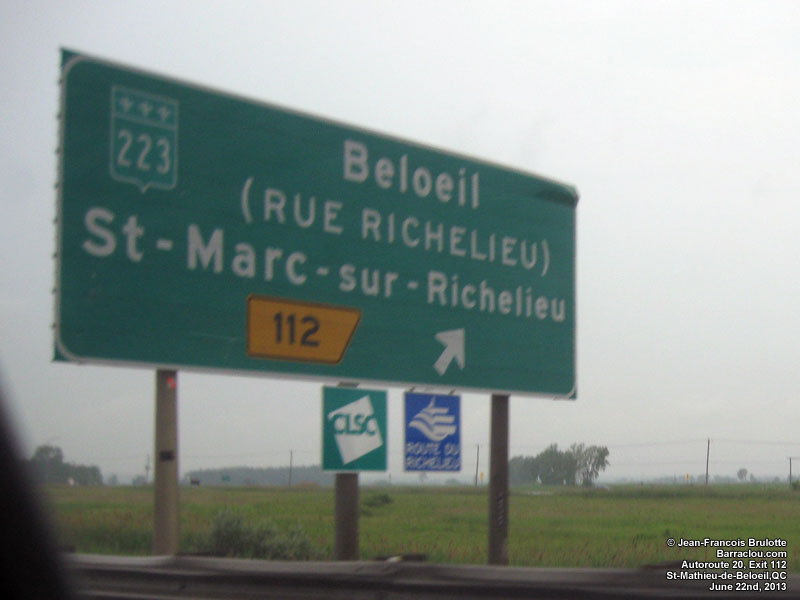 223
Beloeil
(RUE RICHELIEU)
St-Marc-sur-Richelieu
112
CLSC
ROUTE DU
RICHELIEU
© Jean-Francois Brulotte
Barraclou.com
Autoroute 20, Exit 112
St-Mathieu-de-Beloeil,QC
June 22nd, 2013